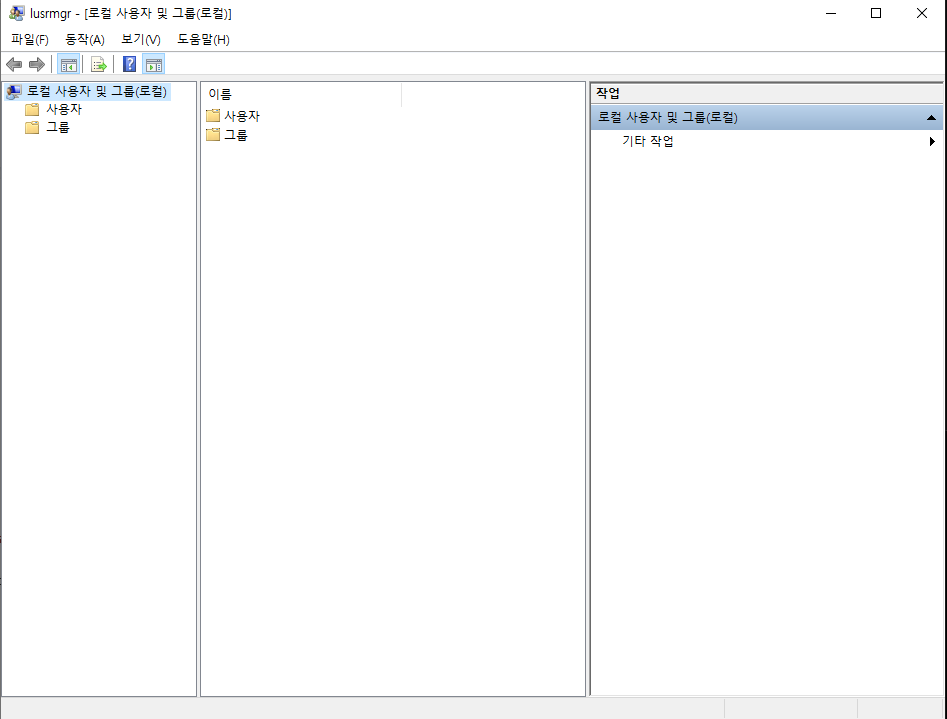 lusrmgr - [로컬 사용자 및 그룹(로컬)]
파일(F) 동작(A) 보기(V) 도움말(H)
로컬 사용자 및 그룹(로컬)
사용자
그룹
이름
사용자
그룹
작업
로컬 사용자 및 그룹(로컬)
기타 작업